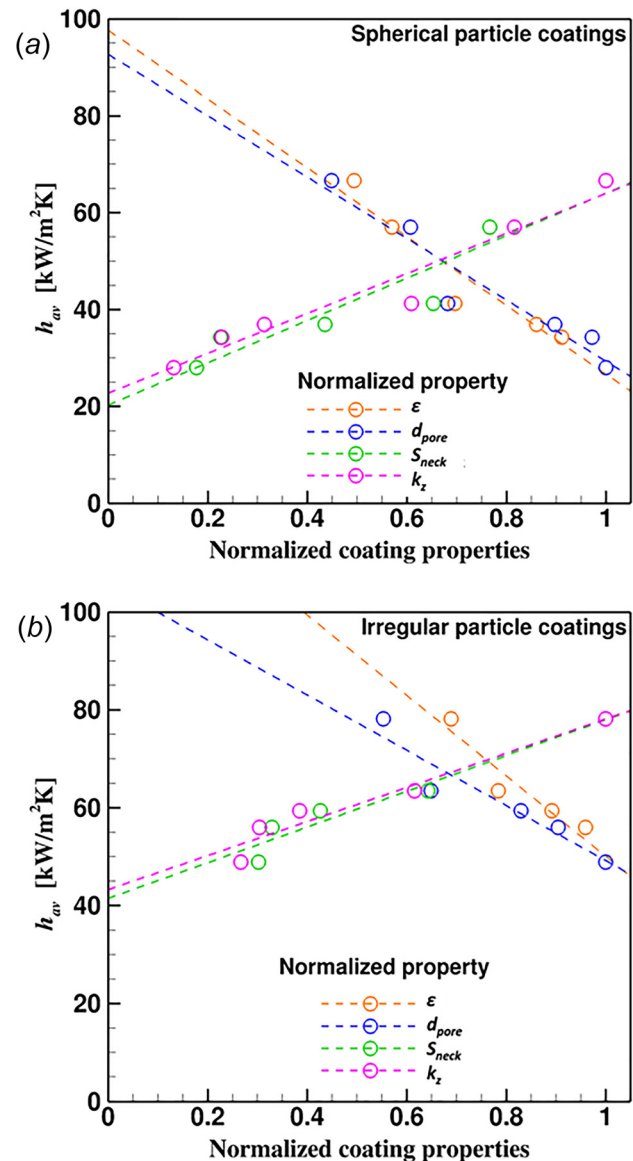 (a)
Spherical particle coatings
100
80
60
40
20
0
h_av [kW/m²K]
Normalized property
ε
d_pore
S_neck
k_z
0 0.2 0.4 0.6 0.8 1
Normalized coating properties
(b)
Irregular particle coatings
100
80
60
40
20
0
h_av [kW/m²K]
Normalized property
ε
d_pore
S_neck
k_z
0 0.2 0.4 0.6 0.8 1
Normalized coating properties